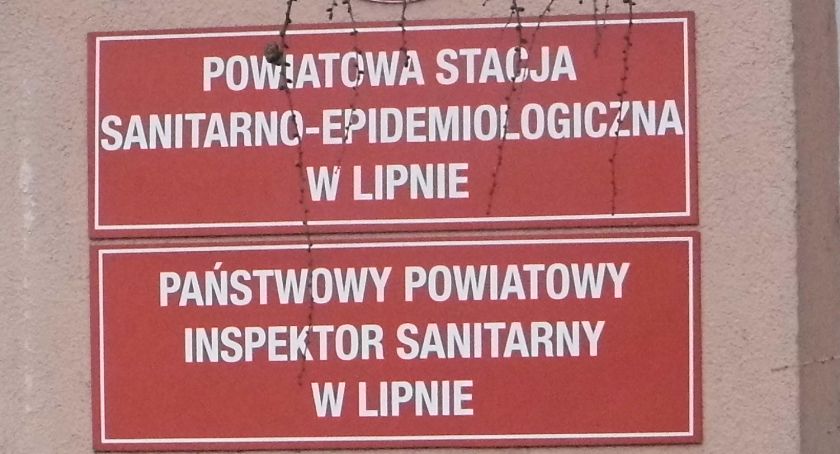 POWIATOWA STACJA
SANITARNO-EPIDEMIOLOGICZNA
W LIPNIE
PAŃSTWOWY POWIATOWY
INSPEKTOR SANITARNY
W LIPNIE